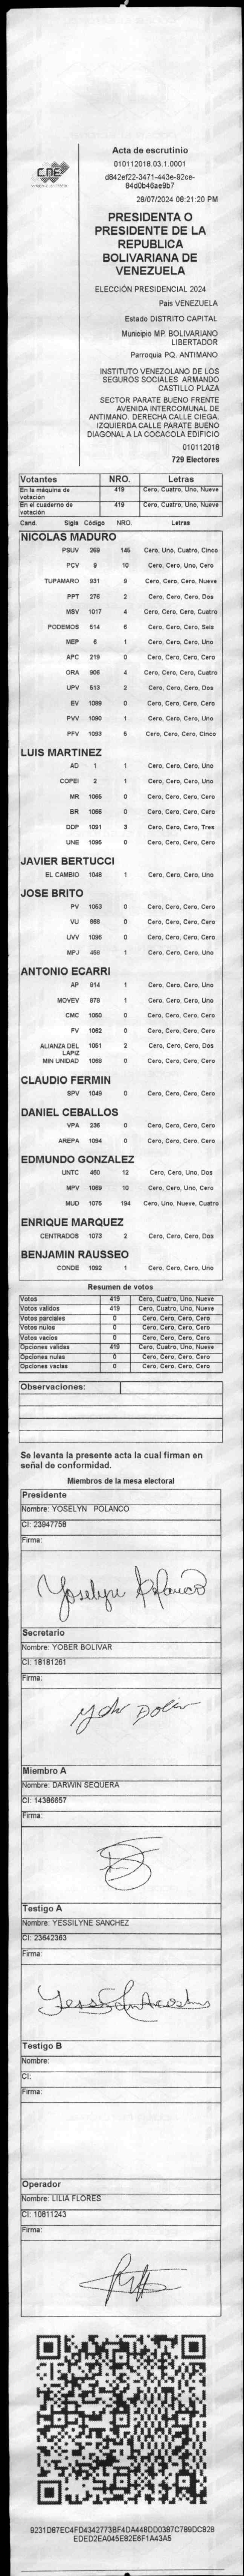 CNE
Acta de escrutinio
010112018.03.1.0001
d842ef22-3471-443e-92ce-
84d0b46ae9b7
28/07/2024 08:21:20 PM
PRESIDENTA O
PRESIDENTE DE LA
REPUBLICA
BOLIVARIANA DE
VENEZUELA
ELECCIÓN PRESIDENCIAL 2024
Pais VENEZUELA
Estado DISTRITO CAPITAL
Municipio MP. BOLIVARIANO
LIBERTADOR
Parroquia PQ. ANTIMANO
INSTITUTO VENEZOLANO DE LOS
SEGUROS SOCIALES ARMANDO
CASTILLO PLAZA
SECTOR PARATE BUENO FRENTE
AVENIDA INTERCOMUNAL DE
ANTIMANO. DERECHA CALLE CIEGA.
IZQUIERDA CALLE PARATE BUENO
DIAGONAL A LA COCACOLA EDIFICIO
010112018
729 Electores
Votantes NRO. Letras
En la máquina de votación 419 Cero, Cuatro, Uno, Nueve
En el cuaderno de votación 419 Cero, Cuatro, Uno, Nueve
Cand. Sigla Código NRO. Letras
NICOLAS MADURO
PSUV 269 145 Cero, Uno, Cuatro, Cinco
PCV 9 10 Cero, Cero, Uno, Cero
TUPAMARO 931 9 Cero, Cero, Cero, Nueve
PPT 276 2 Cero, Cero, Cero, Dos
MSV 1017 4 Cero, Cero, Cero, Cuatro
PODEMOS 514 6 Cero, Cero, Cero, Seis
MEP 6 1 Cero, Cero, Cero, Uno
APC 219 0 Cero, Cero, Cero, Cero
ORA 906 4 Cero, Cero, Cero, Cuatro
UPV 513 2 Cero, Cero, Cero, Dos
EV 1089 0 Cero, Cero, Cero, Cero
PVV 1090 1 Cero, Cero, Cero, Uno
PFV 1093 5 Cero, Cero, Cero, Cinco
LUIS MARTINEZ
AD 1 1 Cero, Cero, Cero, Uno
COPEI 2 1 Cero, Cero, Cero, Uno
MR 1065 0 Cero, Cero, Cero, Cero
BR 1066 0 Cero, Cero, Cero, Cero
DDP 1091 3 Cero, Cero, Cero, Tres
UNE 1095 0 Cero, Cero, Cero, Cero
JAVIER BERTUCCI
EL CAMBIO 1048 1 Cero, Cero, Cero, Uno
JOSE BRITO
PV 1053 0 Cero, Cero, Cero, Cero
VU 868 0 Cero, Cero, Cero, Cero
UVV 1096 0 Cero, Cero, Cero, Cero
MPJ 456 1 Cero, Cero, Cero, Uno
ANTONIO ECARRI
AP 914 1 Cero, Cero, Cero, Uno
MOVEV 878 1 Cero, Cero, Cero, Uno
CMC 1050 0 Cero, Cero, Cero, Cero
FV 1062 0 Cero, Cero, Cero, Cero
ALIANZA DEL LAPIZ 1051 2 Cero, Cero, Cero, Dos
MIN UNIDAD 1068 0 Cero, Cero, Cero, Cero
CLAUDIO FERMIN
SPV 1049 0 Cero, Cero, Cero, Cero
DANIEL CEBALLOS
VPA 236 0 Cero, Cero, Cero, Cero
AREPA 1094 0 Cero, Cero, Cero, Cero
EDMUNDO GONZALEZ
UNTC 460 12 Cero, Cero, Uno, Dos
MPV 1069 10 Cero, Cero, Uno, Cero
MUD 1075 194 Cero, Uno, Nueve, Cuatro
ENRIQUE MARQUEZ
CENTRADOS 1073 2 Cero, Cero, Cero, Dos
BENJAMIN RAUSSEO
CONDE 1092 1 Cero, Cero, Cero, Uno
Resumen de votos
Votos 419 Cero, Cuatro, Uno, Nueve
Votos validos 419 Cero, Cuatro, Uno, Nueve
Votos parciales 0 Cero, Cero, Cero, Cero
Votos nulos 0 Cero, Cero, Cero, Cero
Votos vacios 0 Cero, Cero, Cero, Cero
Opciones validas 419 Cero, Cuatro, Uno, Nueve
Opciones nulas 0 Cero, Cero, Cero, Cero
Opciones vacias 0 Cero, Cero, Cero, Cero
Observaciones:
Se levanta la presente acta la cual firman en
señal de conformidad.
Miembros de la mesa electoral
Presidente
Nombre: YOSELYN POLANCO
CI: 23947758
Firma:
Yoselyn Polanco
Secretario
Nombre: YOBER BOLIVAR
CI: 18181261
Firma:
Miembro A
Nombre: DARWIN SEQUERA
CI: 14386657
Firma:
Testigo A
Nombre: YESSILYNE SANCHEZ
CI: 23642363
Firma:
Testigo B
Nombre:
CI:
Firma:
Operador
Nombre: LILIA FLORES
CI: 10811243
Firma:
9231D87EC4FD4342773BF4DA448DD03B7C789DC828
EDED2EA045E82E6F1A43A5